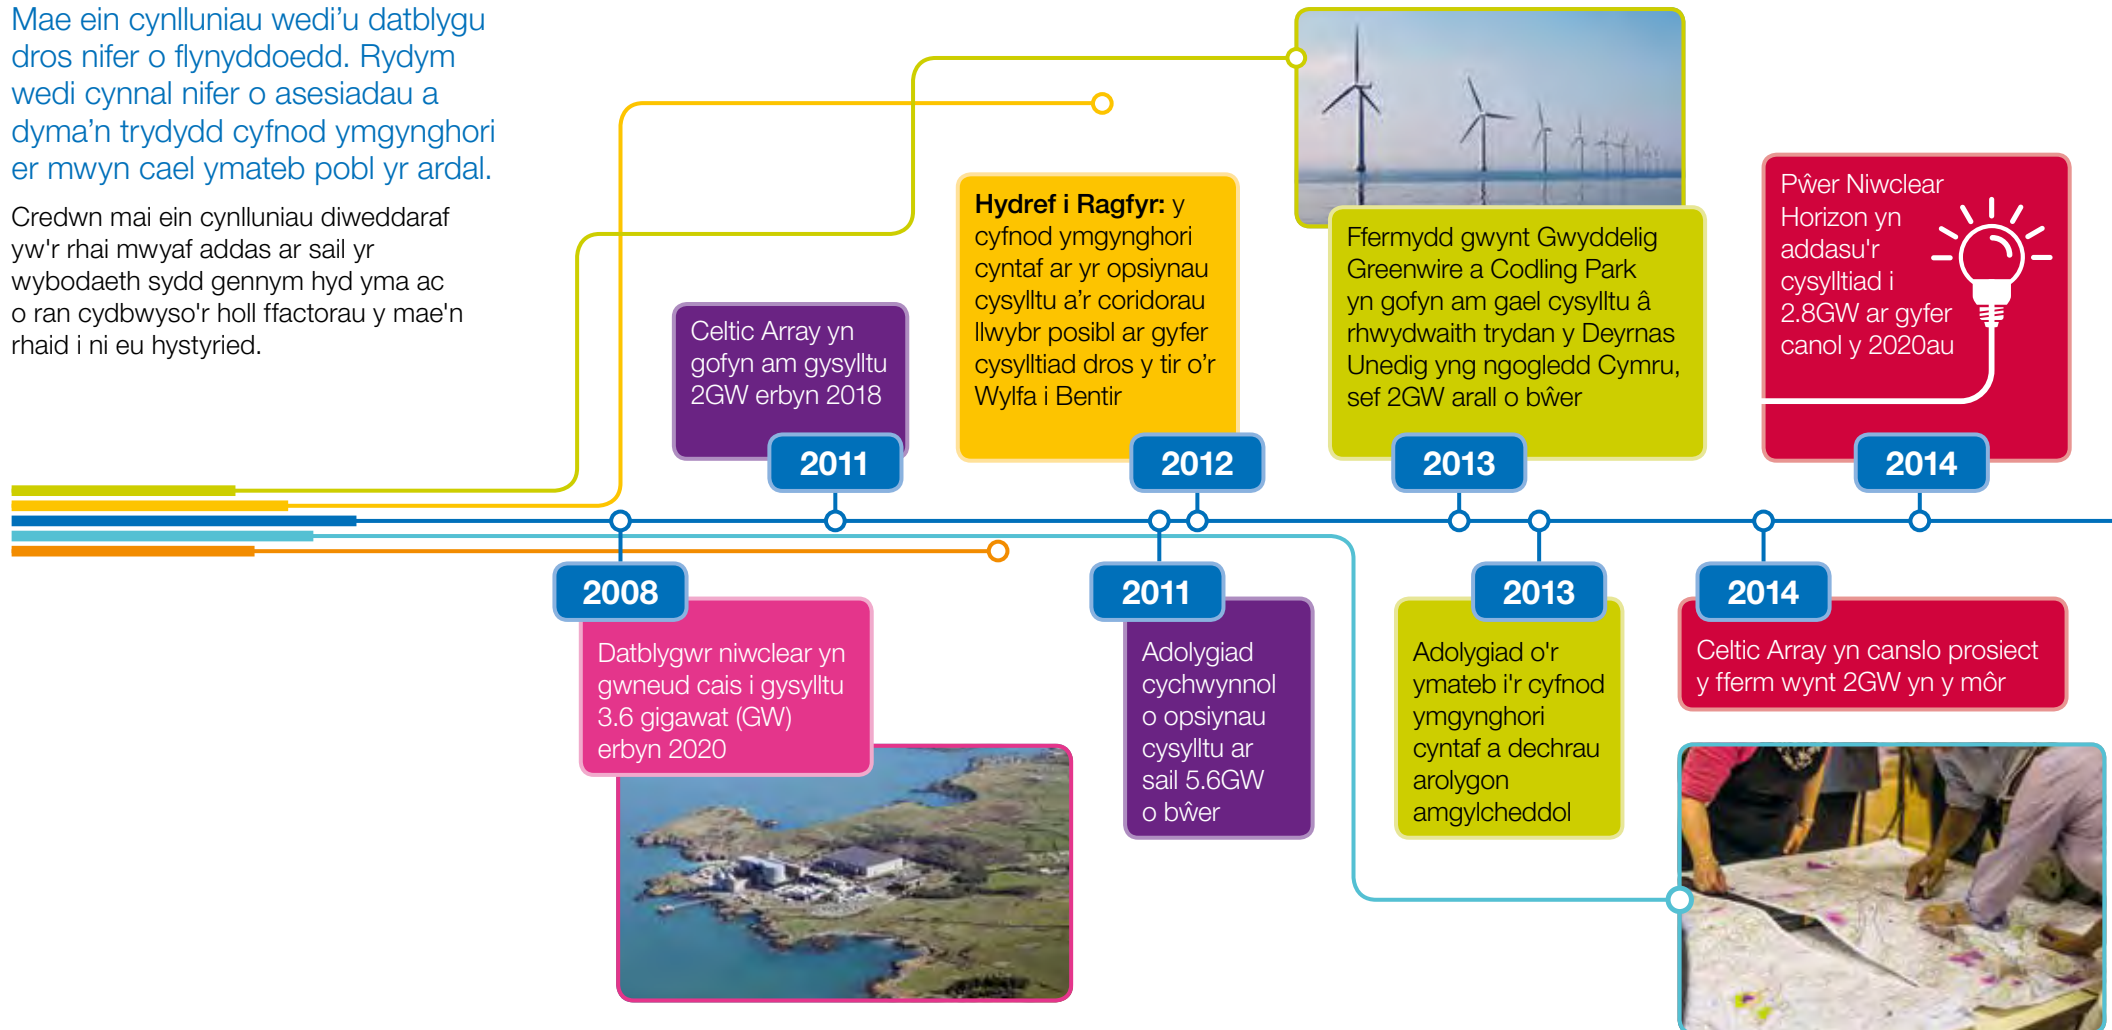 Mae ein cynlluniau wedi’u datblygu
dros nifer o flynyddoedd. Rydym
wedi cynnal nifer o asesiadau a
dyma’n trydydd cyfnod ymgynghori
er mwyn cael ymateb pobl yr ardal.
Credwn mai ein cynlluniau diweddaraf
yw'r rhai mwyaf addas ar sail yr
wybodaeth sydd gennym hyd yma ac
o ran cydbwyso'r holl ffactorau y mae'n
rhaid i ni eu hystyried.
2008
Datblygwr niwclear yn
gwneud cais i gysylltu
3.6 gigawat (GW)
erbyn 2020
Celtic Array yn
gofyn am gysylltu
2GW erbyn 2018
2011
2011
Adolygiad
cychwynnol
o opsiynau
cysylltu ar
sail 5.6GW
o bŵer
Hydref i Ragfyr: y
cyfnod ymgynghori
cyntaf ar yr opsiynau
cysylltu a’r coridorau
llwybr posibl ar gyfer
cysylltiad dros y tir o’r
Wylfa i Bentir
2012
Ffermydd gwynt Gwyddelig
Greenwire a Codling Park
yn gofyn am gael cysylltu â
rhwydwaith trydan y Deyrnas
Unedig yng ngogledd Cymru,
sef 2GW arall o bŵer
2013
2013
Adolygiad o'r
ymateb i'r cyfnod
ymgynghori
cyntaf a dechrau
arolygon
amgylcheddol
2014
Celtic Array yn canslo prosiect
y fferm wynt 2GW yn y môr
Pŵer Niwclear
Horizon yn
addasu'r
cysylltiad i
2.8GW ar gyfer
canol y 2020au
2014